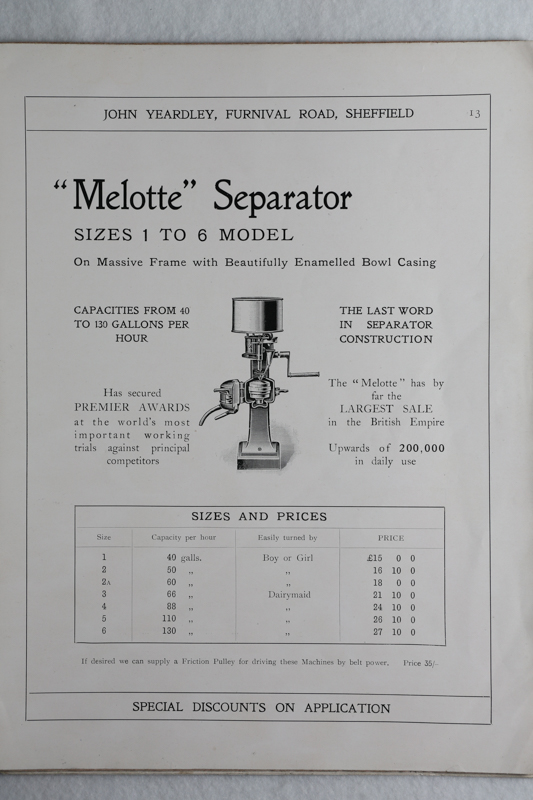 JOHN YEARDLEY, FURNIVAL ROAD, SHEFFIELD 13
"Melotte" Separator
SIZES 1 TO 6 MODEL
On Massive Frame with Beautifully Enamelled Bowl Casing
CAPACITIES FROM 40
TO 130 GALLONS PER
HOUR
THE LAST WORD
IN SEPARATOR
CONSTRUCTION
Has secured
PREMIER AWARDS
at the world's most
important working
trials against principal
competitors
The "Melotte" has by
far the
LARGEST SALE
in the British Empire
Upwards of 200,000
in daily use
SIZES AND PRICES
Size Capacity per hour Easily turned by PRICE
1 40 galls. Boy or Girl £15 0 0
2 50 „ „ 16 10 0
2A 60 „ „ 18 0 0
3 66 „ Dairymaid 21 10 0
4 88 „ „ 24 10 0
5 110 „ „ 26 10 0
6 130 „ „ 27 10 0
If desired we can supply a Friction Pulley for driving these Machines by belt power. Price 35/-
SPECIAL DISCOUNTS ON APPLICATION